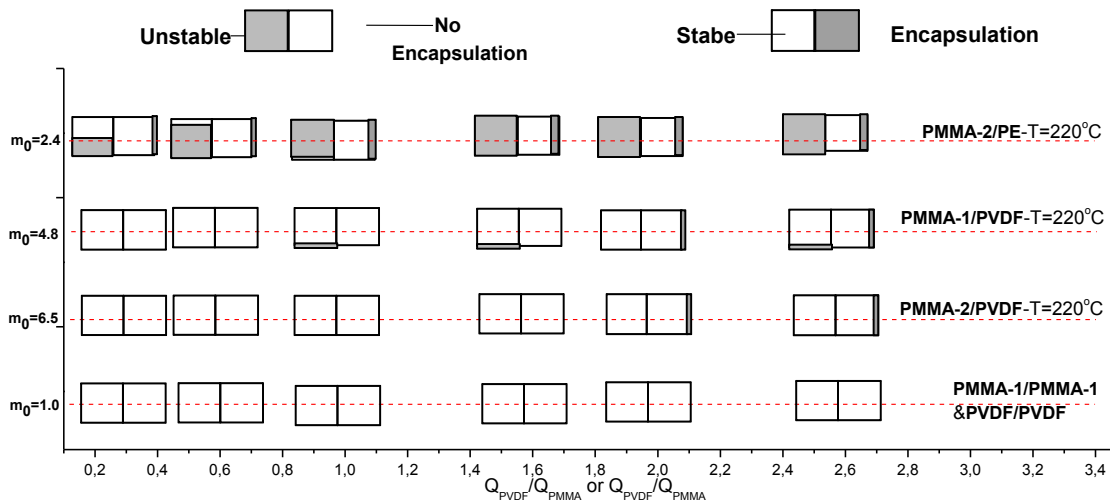 Unstable
No
Encapsulation
Stabe
Encapsulation
m0=2.4
PMMA-2/PE-T=220°C
m0=4.8
PMMA-1/PVDF-T=220°C
m0=6.5
PMMA-2/PVDF-T=220°C
m0=1.0
PMMA-1/PMMA-1
&PVDF/PVDF
0,2 0,4 0,6 0,8 1,0 1,2 1,4 1,6 1,8 2,0 2,2 2,4 2,6 2,8 3,0 3,2 3,4
QPVDF/QPMMA or QPVDF/QPMMA